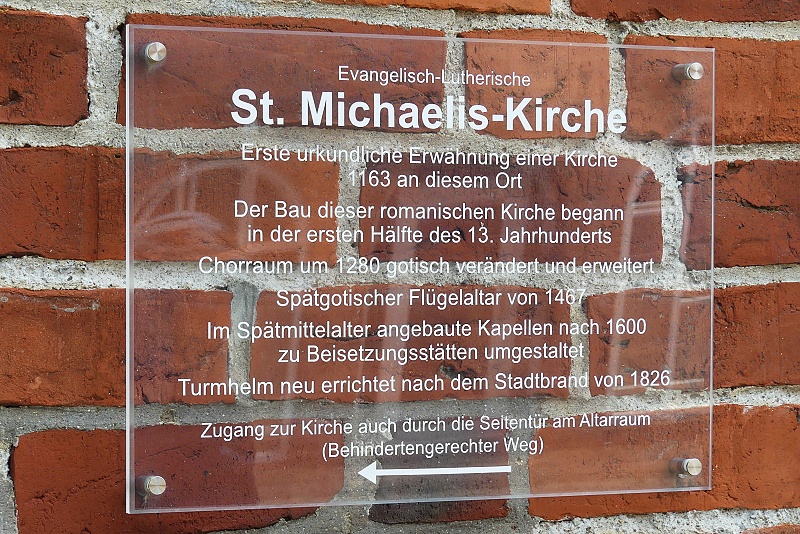 Evangelisch-Lutherische
St. Michaelis-Kirche
Erste urkundliche Erwähnung einer Kirche
1163 an diesem Ort
Der Bau dieser romanischen Kirche begann
in der ersten Hälfte des 13. Jahrhunderts
Chorraum um 1280 gotisch verändert und erweitert
Spätgotischer Flügelaltar von 1467
Im Spätmittelalter angebaute Kapellen nach 1600
zu Beisetzungsstätten umgestaltet
Turmhelm neu errichtet nach dem Stadtbrand von 1826
Zugang zur Kirche auch durch die Seitentür am Altarraum
(Behindertengerechter Weg)